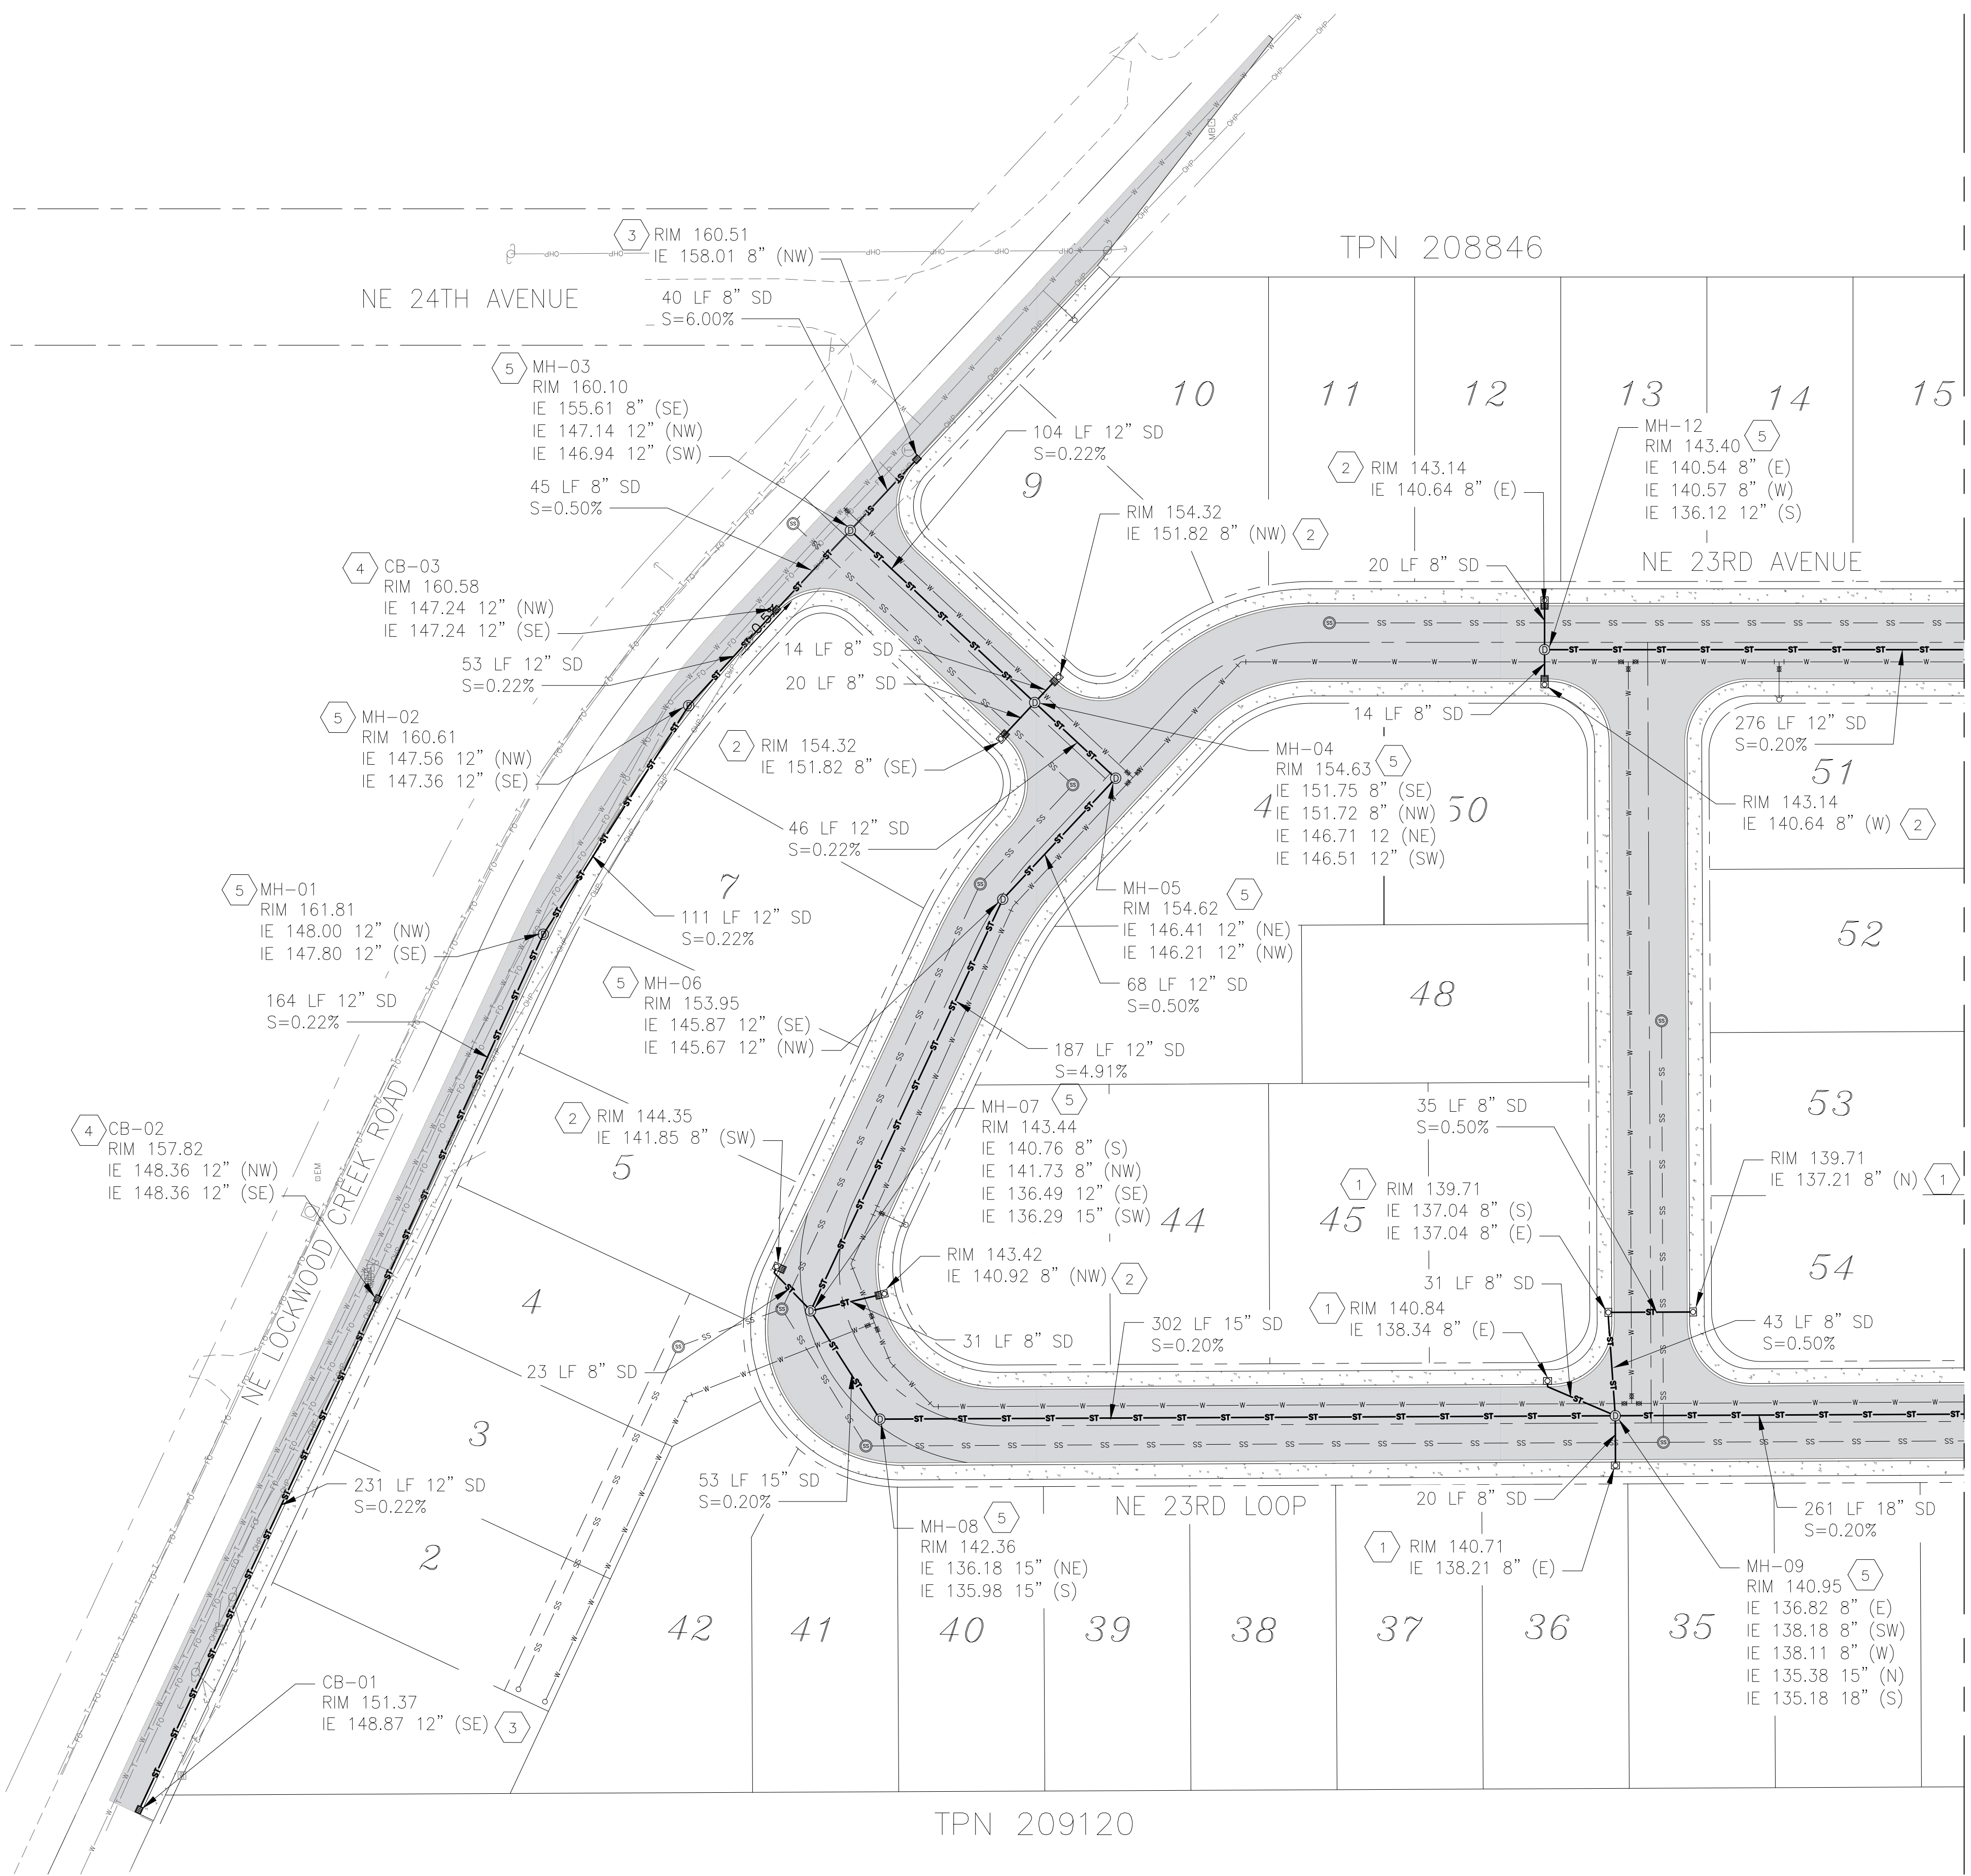 TPN 208846
3
RIM 160.51
IE 158.01 8" (NW)
NE 24TH AVENUE
40 LF 8" SD
S=6.00%
5
MH-03
RIM 160.10
IE 155.61 8" (SE)
IE 147.14 12" (NW)
IE 146.94 12" (SW)
45 LF 8" SD
S=0.50%
4
CB-03
RIM 160.58
IE 147.24 12" (NW)
IE 147.24 12" (SE)
53 LF 12" SD
S=0.22%
5
MH-02
RIM 160.61
IE 147.56 12" (NW)
IE 147.36 12" (SE)
5
MH-01
RIM 161.81
IE 148.00 12" (NW)
IE 147.80 12" (SE)
164 LF 12" SD
S=0.22%
4
CB-02
RIM 157.82
IE 148.36 12" (NW)
IE 148.36 12" (SE)
NE LOCKWOOD CREEK ROAD
231 LF 12" SD
S=0.22%
CB-01
RIM 151.37
IE 148.87 12" (SE)
3
104 LF 12" SD
S=0.22%
RIM 154.32
IE 151.82 8" (NW)
2
14 LF 8" SD
20 LF 8" SD
2
RIM 154.32
IE 151.82 8" (SE)
46 LF 12" SD
S=0.22%
111 LF 12" SD
S=0.22%
MH-04
RIM 154.63
5
IE 151.75 8" (SE)
IE 151.72 8" (NW)
IE 146.71 12 (NE)
IE 146.51 12" (SW)
MH-05
RIM 154.62
5
IE 146.41 12" (NE)
IE 146.21 12" (NW)
68 LF 12" SD
S=0.50%
5
MH-06
RIM 153.95
IE 145.87 12" (SE)
IE 145.67 12" (NW)
187 LF 12" SD
S=4.91%
2
RIM 144.35
IE 141.85 8" (SW)
MH-07
5
RIM 143.44
IE 140.76 8" (S)
IE 141.73 8" (NW)
IE 136.49 12" (SE)
IE 136.29 15" (SW)
RIM 143.42
IE 140.92 8" (NW)
2
31 LF 8" SD
23 LF 8" SD
302 LF 15" SD
S=0.20%
53 LF 15" SD
S=0.20%
MH-08
5
RIM 142.36
IE 136.18 15" (NE)
IE 135.98 15" (S)
NE 23RD LOOP
MH-12
RIM 143.40
5
IE 140.54 8" (E)
IE 140.57 8" (W)
IE 136.12 12" (S)
2
RIM 143.14
IE 140.64 8" (E)
20 LF 8" SD
NE 23RD AVENUE
14 LF 8" SD
276 LF 12" SD
S=0.20%
RIM 143.14
IE 140.64 8" (W)
2
35 LF 8" SD
S=0.50%
1
RIM 139.71
IE 137.04 8" (S)
IE 137.04 8" (E)
RIM 139.71
IE 137.21 8" (N)
1
31 LF 8" SD
1
RIM 140.84
IE 138.34 8" (E)
43 LF 8" SD
S=0.50%
20 LF 8" SD
1
RIM 140.71
IE 138.21 8" (E)
261 LF 18" SD
S=0.20%
MH-09
RIM 140.95
5
IE 136.82 8" (E)
IE 138.18 8" (SW)
IE 138.11 8" (W)
IE 135.38 15" (N)
IE 135.18 18" (S)
9
10
11
12
13
14
15
51
50
4
7
52
48
53
5
44
45
54
4
3
2
42
41
40
39
38
37
36
35
TPN 209120